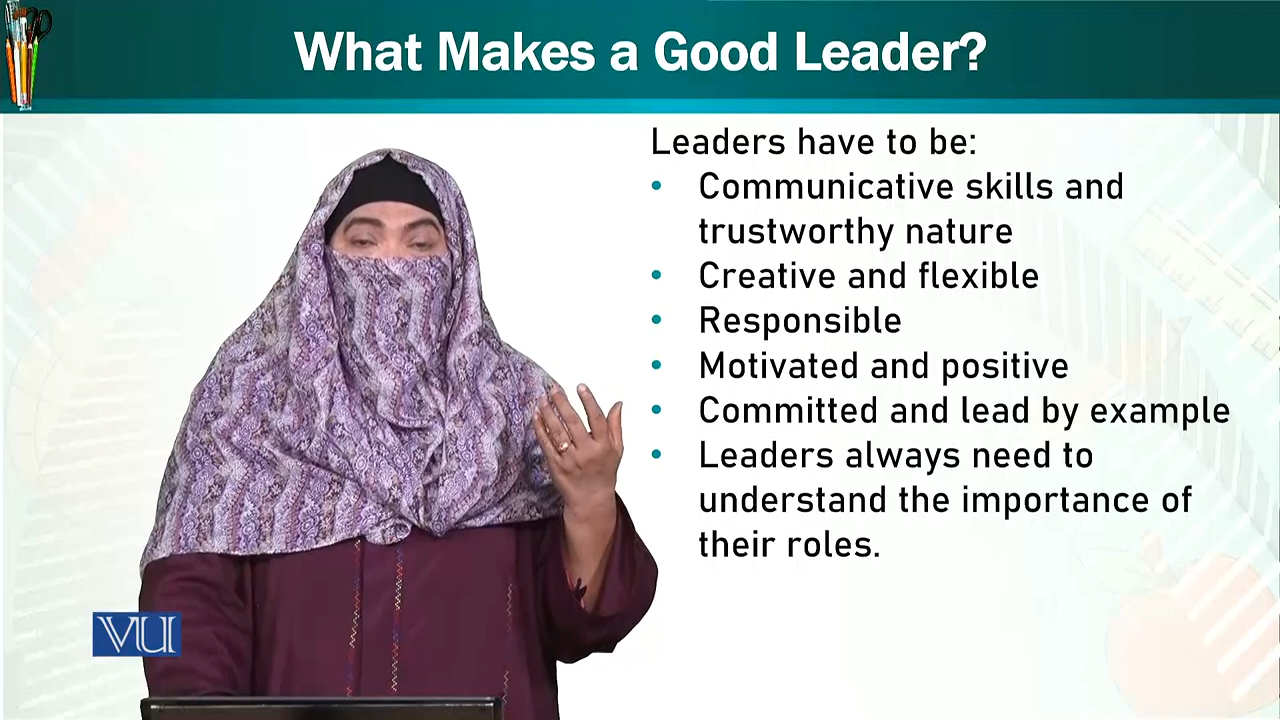 What Makes a Good Leader?
Leaders have to be:
• Communicative skills and
trustworthy nature
• Creative and flexible
• Responsible
• Motivated and positive
• Committed and lead by example
• Leaders always need to
understand the importance of
their roles.
VU